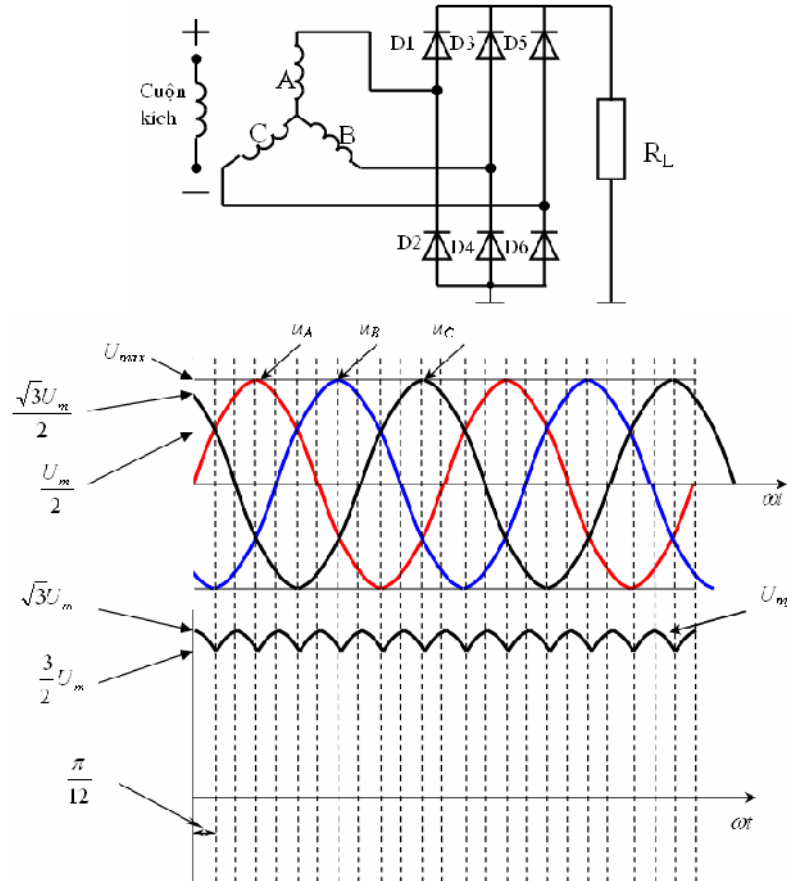 D1 D3 D5
+
A
Cuộn
kích
C B
R_L
−
D2 D4 D6
u_A u_B u_C
U_max
√3U_m/2
U_m/2
ωt
√3U_m
U_m
3/2 U_m
π/12
ωt